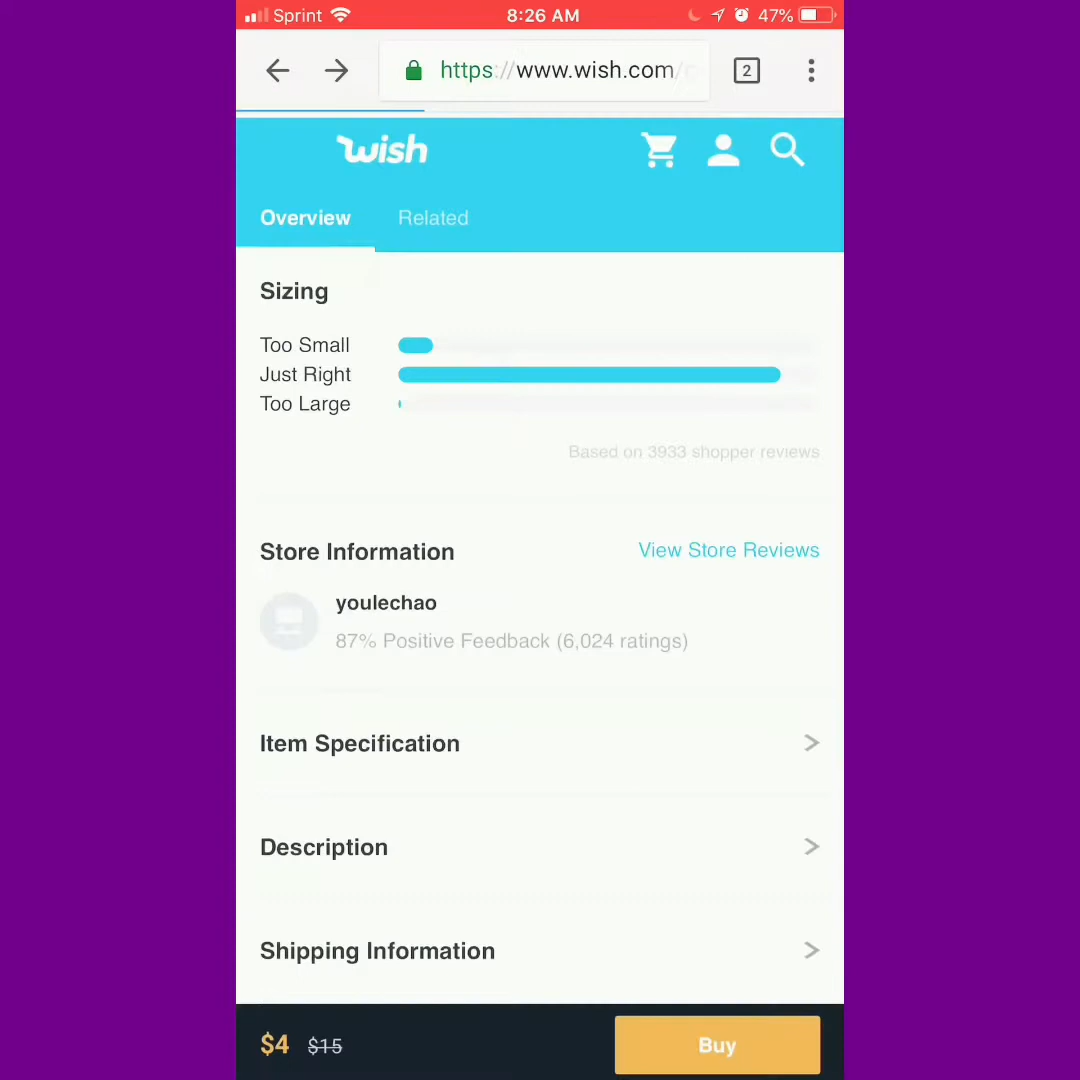 Sprint 8:26 AM 47%
https://www.wish.com/ 2
wish
Overview Related
Sizing
Too Small
Just Right
Too Large
Based on 3933 shopper reviews
Store Information View Store Reviews
youlechao
87% Positive Feedback (6,024 ratings)
Item Specification >
Description >
Shipping Information >
$4 $15 Buy